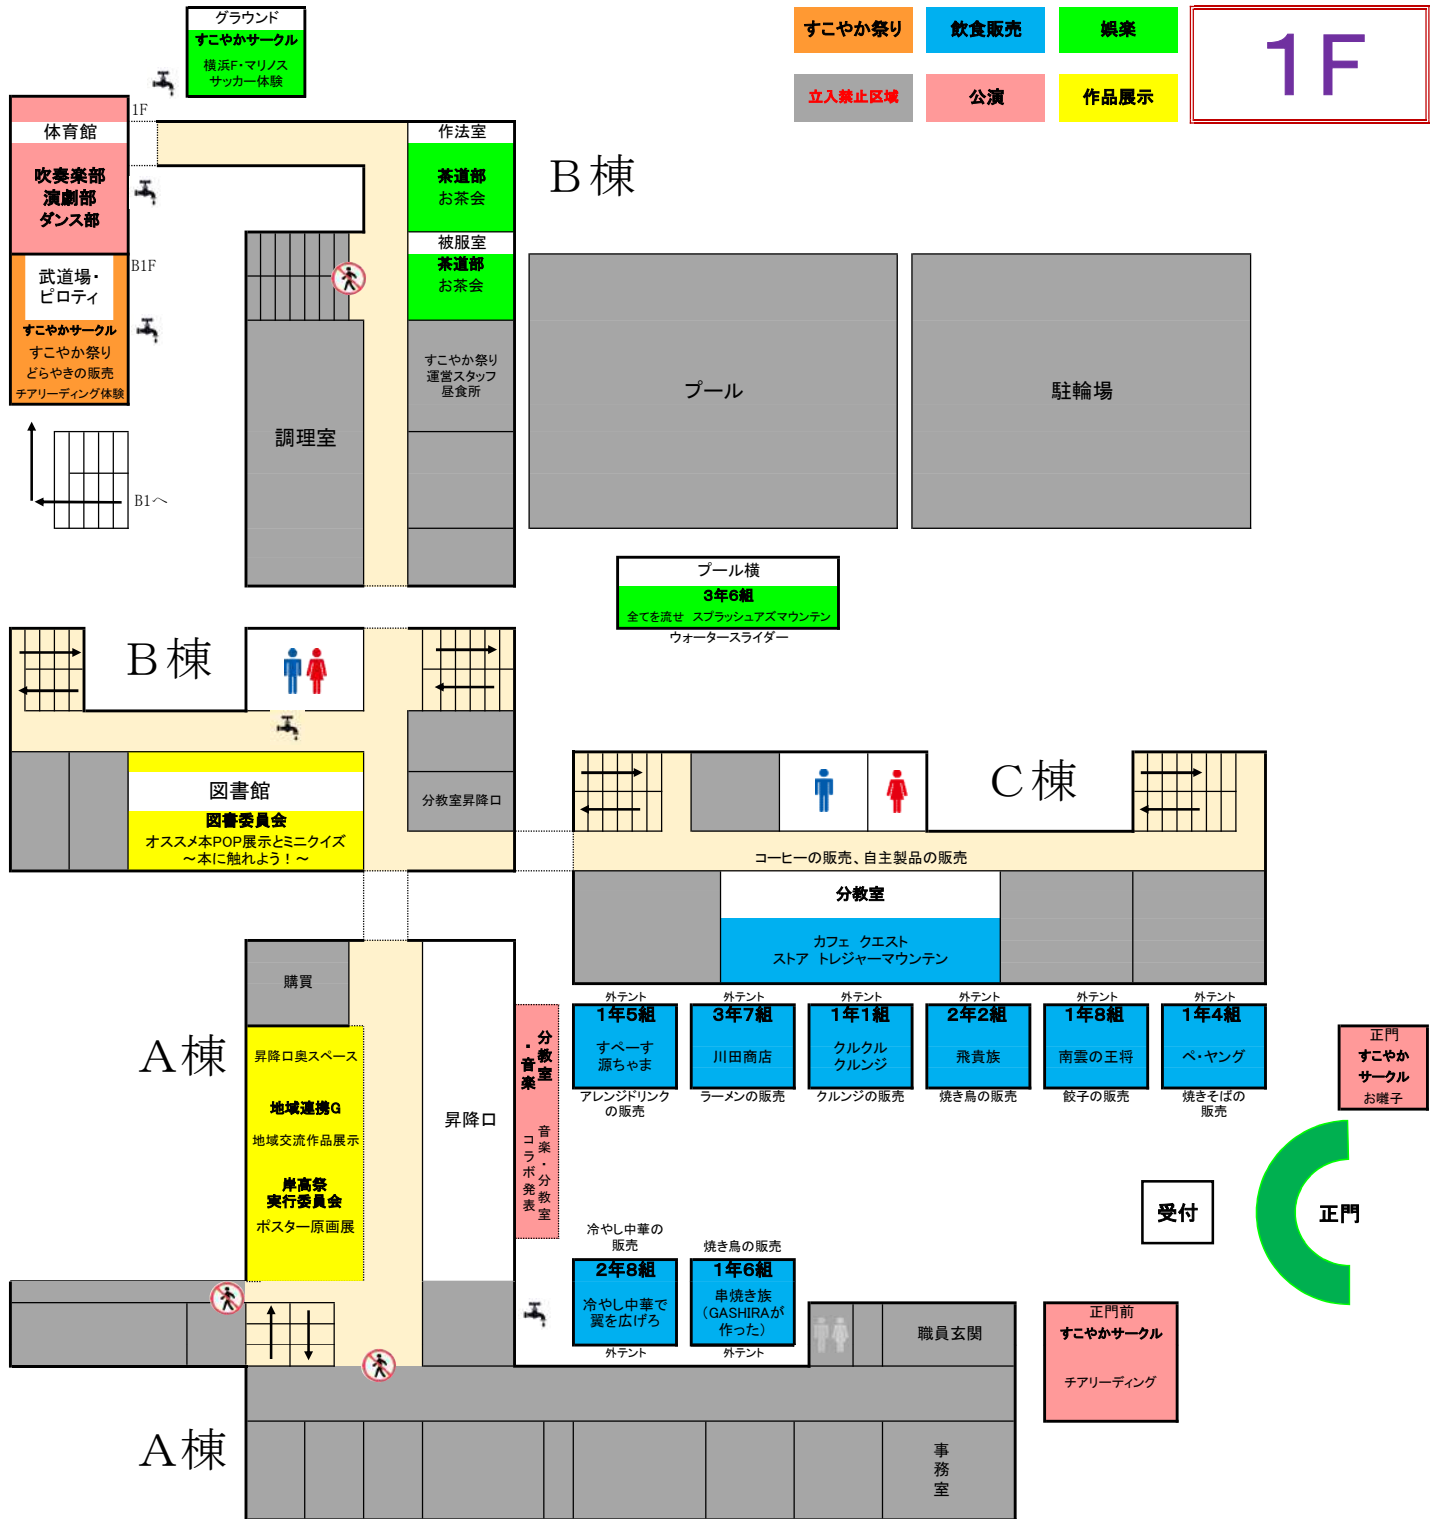 グラウンド
すこやかサークル
横浜F・マリノス
サッカー体験
すこやか祭り
飲食販売
娯楽
立入禁止区域
公演
作品展示
1F
1F
体育館
吹奏楽部
演劇部
ダンス部
B1F
武道場・
ピロティ
すこやかサークル
すこやか祭り
どらやきの販売
チアリーディング体験
B1へ
作法室
茶道部
お茶会
被服室
茶道部
お茶会
すこやか祭り
運営スタッフ
昼食所
調理室
B棟
プール
駐輪場
プール横
3年6組
全てを流せ スプラッシュアズマウンテン
ウォータースライダー
B棟
図書館
図書委員会
オススメ本POP展示とミニクイズ
～本に触れよう！～
分教室昇降口
C棟
コーヒーの販売、自主製品の販売
分教室
カフェ クエスト
ストア トレジャーマウンテン
購買
A棟
昇降口奥スペース
地域連携G
地域交流作品展示
岸高祭
実行委員会
ポスター原画展
昇降口
分教室
・音楽
音楽・分教室
コラボ発表
外テント
1年5組
すぺーす
源ちゃま
アレンジドリンク
の販売
外テント
3年7組
川田商店
ラーメンの販売
外テント
1年1組
クルクル
クルンジ
クルンジの販売
外テント
2年2組
飛貴族
焼き鳥の販売
外テント
1年8組
南雲の王将
餃子の販売
外テント
1年4組
ペ・ヤング
焼きそばの
販売
正門
すこやか
サークル
お囃子
受付
正門
冷やし中華の
販売
2年8組
冷やし中華で
翼を広げろ
外テント
焼き鳥の販売
1年6組
串焼き族
（GASHIRAが
作った）
外テント
職員玄関
正門前
すこやかサークル
チアリーディング
A棟
事務室